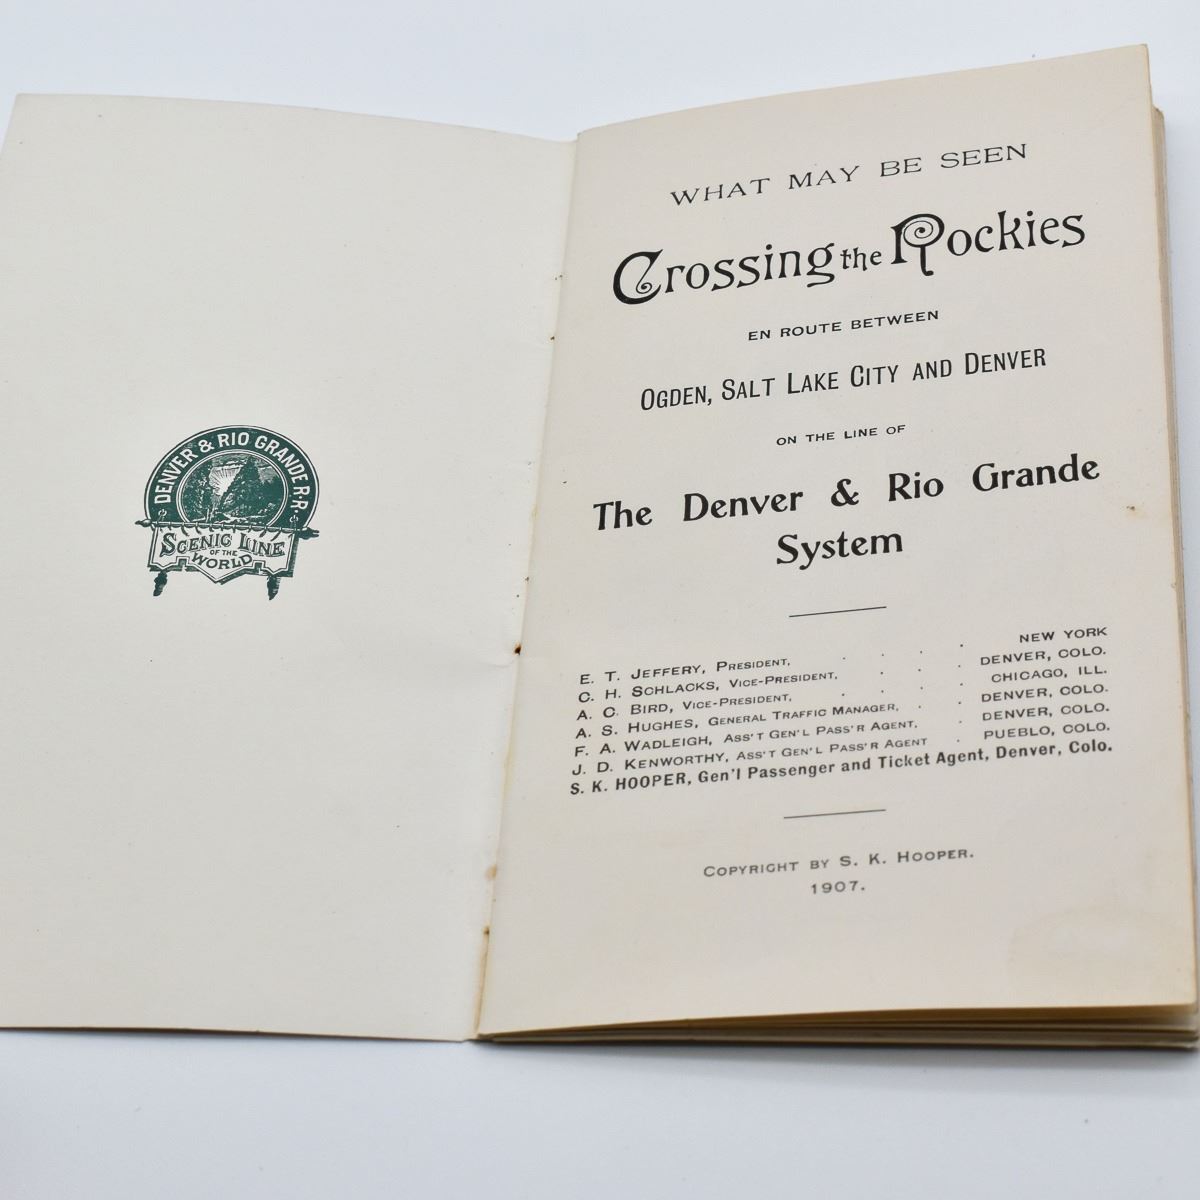 DENVER & RIO GRANDE R.R.
SCENIC LINE
OF THE
WORLD
WHAT MAY BE SEEN
Crossing the Rockies
EN ROUTE BETWEEN
OGDEN, SALT LAKE CITY AND DENVER
ON THE LINE OF
The Denver & Rio Grande
System
E. T. JEFFERY, PRESIDENT, . . . . NEW YORK
C. H. SCHLACKS, VICE-PRESIDENT, . . . DENVER, COLO.
A. C. BIRD, VICE-PRESIDENT, . . . . CHICAGO, ILL.
A. S. HUGHES, GENERAL TRAFFIC MANAGER, . . DENVER, COLO.
F. A. WADLEIGH, ASS'T GEN'L PASS'R AGENT, . DENVER, COLO.
J. D. KENWORTHY, ASS'T GEN'L PASS'R AGENT . PUEBLO, COLO.
S. K. HOOPER, Gen'l Passenger and Ticket Agent, Denver, Colo.
COPYRIGHT BY S. K. HOOPER.
1907.